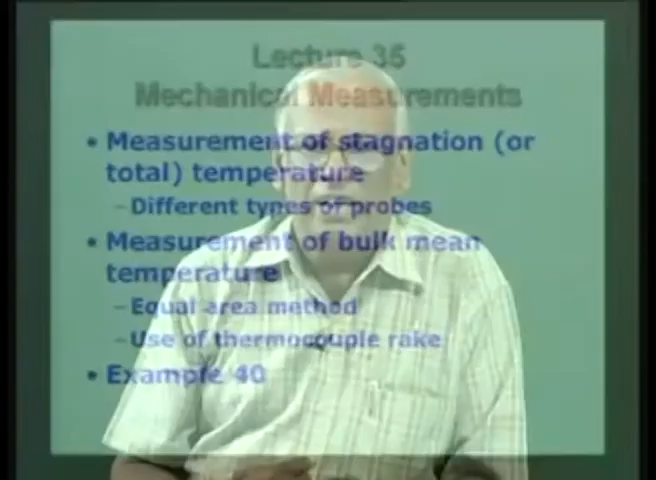 Lecture 35
Mechanical Measurements
• Measurement of stagnation (or
total) temperature
– Different types of probes
• Measurement of bulk mean
temperature
– Equal area method
– Use of thermocouple rake
• Example 40